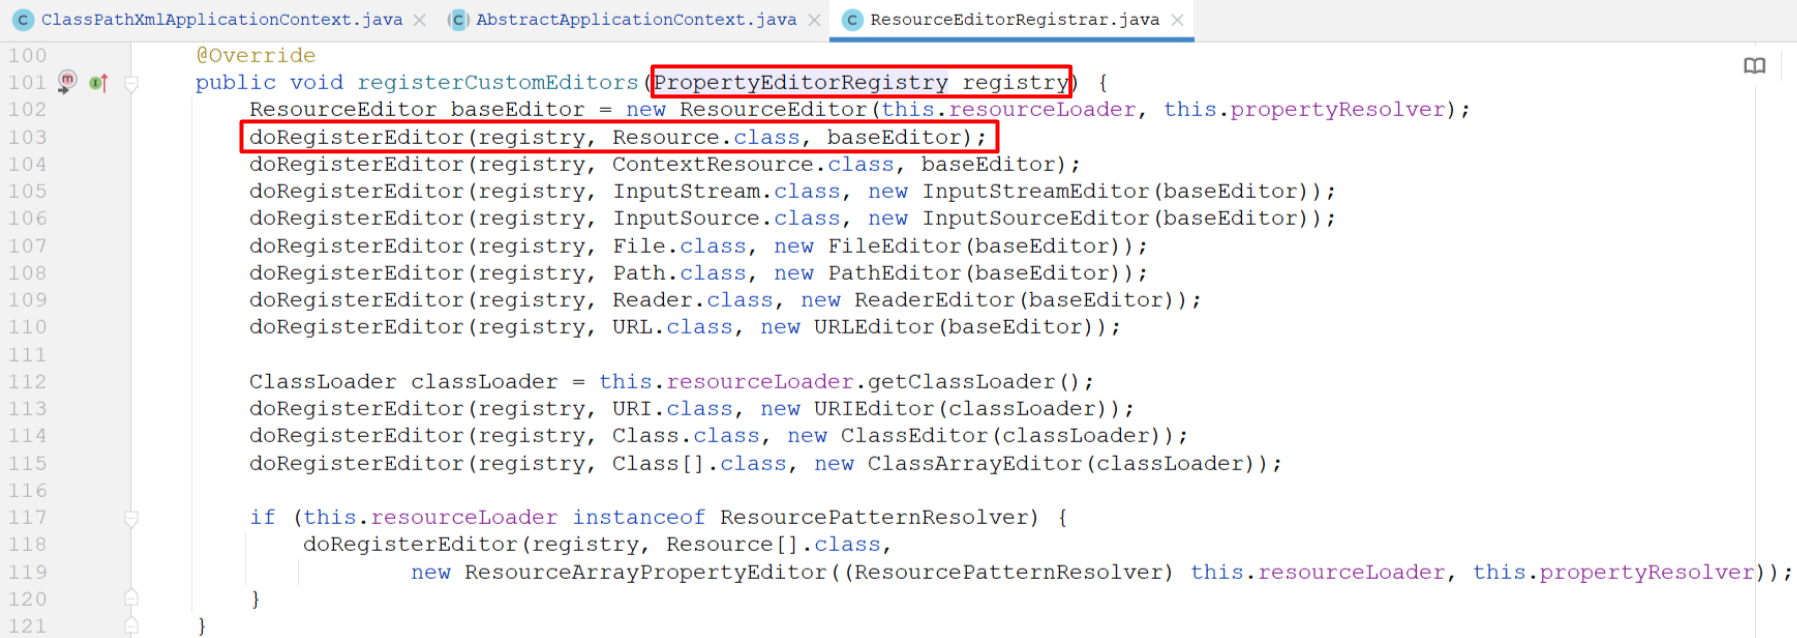 ClassPathXmlApplicationContext.java AbstractApplicationContext.java ResourceEditorRegistrar.java
100 @Override
101 public void registerCustomEditors(PropertyEditorRegistry registry) {
102 ResourceEditor baseEditor = new ResourceEditor(this.resourceLoader, this.propertyResolver);
103 doRegisterEditor(registry, Resource.class, baseEditor);
104 doRegisterEditor(registry, ContextResource.class, baseEditor);
105 doRegisterEditor(registry, InputStream.class, new InputStreamEditor(baseEditor));
106 doRegisterEditor(registry, InputSource.class, new InputSourceEditor(baseEditor));
107 doRegisterEditor(registry, File.class, new FileEditor(baseEditor));
108 doRegisterEditor(registry, Path.class, new PathEditor(baseEditor));
109 doRegisterEditor(registry, Reader.class, new ReaderEditor(baseEditor));
110 doRegisterEditor(registry, URL.class, new URLEditor(baseEditor));
111
112 ClassLoader classLoader = this.resourceLoader.getClassLoader();
113 doRegisterEditor(registry, URI.class, new URIEditor(classLoader));
114 doRegisterEditor(registry, Class.class, new ClassEditor(classLoader));
115 doRegisterEditor(registry, Class[].class, new ClassArrayEditor(classLoader));
116
117 if (this.resourceLoader instanceof ResourcePatternResolver) {
118 doRegisterEditor(registry, Resource[].class,
119 new ResourceArrayPropertyEditor((ResourcePatternResolver) this.resourceLoader, this.propertyResolver));
120 }
121 }